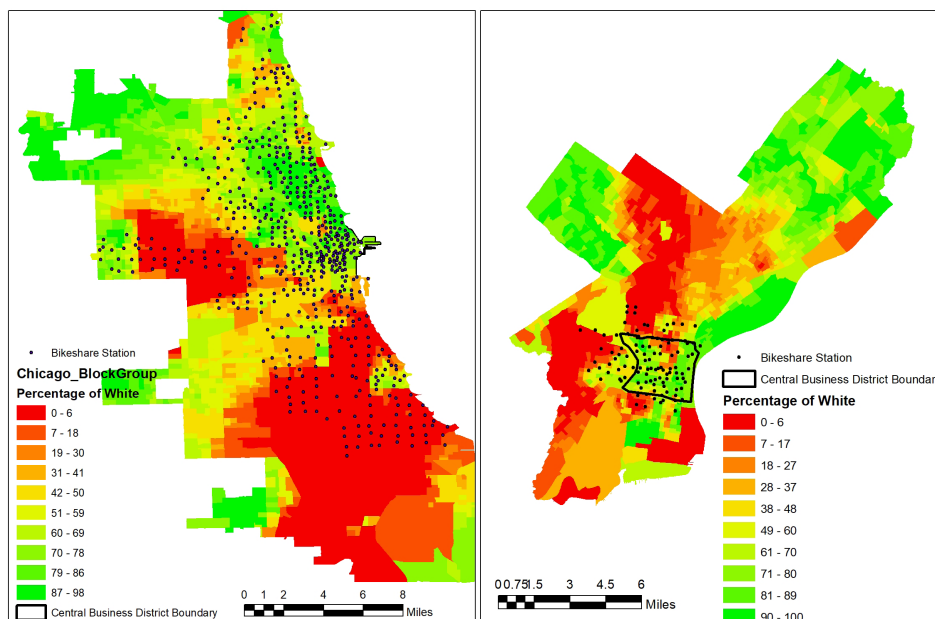 Bikeshare Station
Chicago_BlockGroup
Percentage of White
0 - 6
7 - 18
19 - 30
31 - 41
42 - 50
51 - 59
60 - 69
70 - 78
79 - 86
87 - 98
Central Business District Boundary
0 1 2 4 6 8
Miles
Bikeshare Station
Central Business District Boundary
Percentage of White
0 - 6
7 - 17
18 - 27
28 - 37
38 - 48
49 - 60
61 - 70
71 - 80
81 - 89
90 - 100
0 0.75 1.5 3 4.5 6
Miles